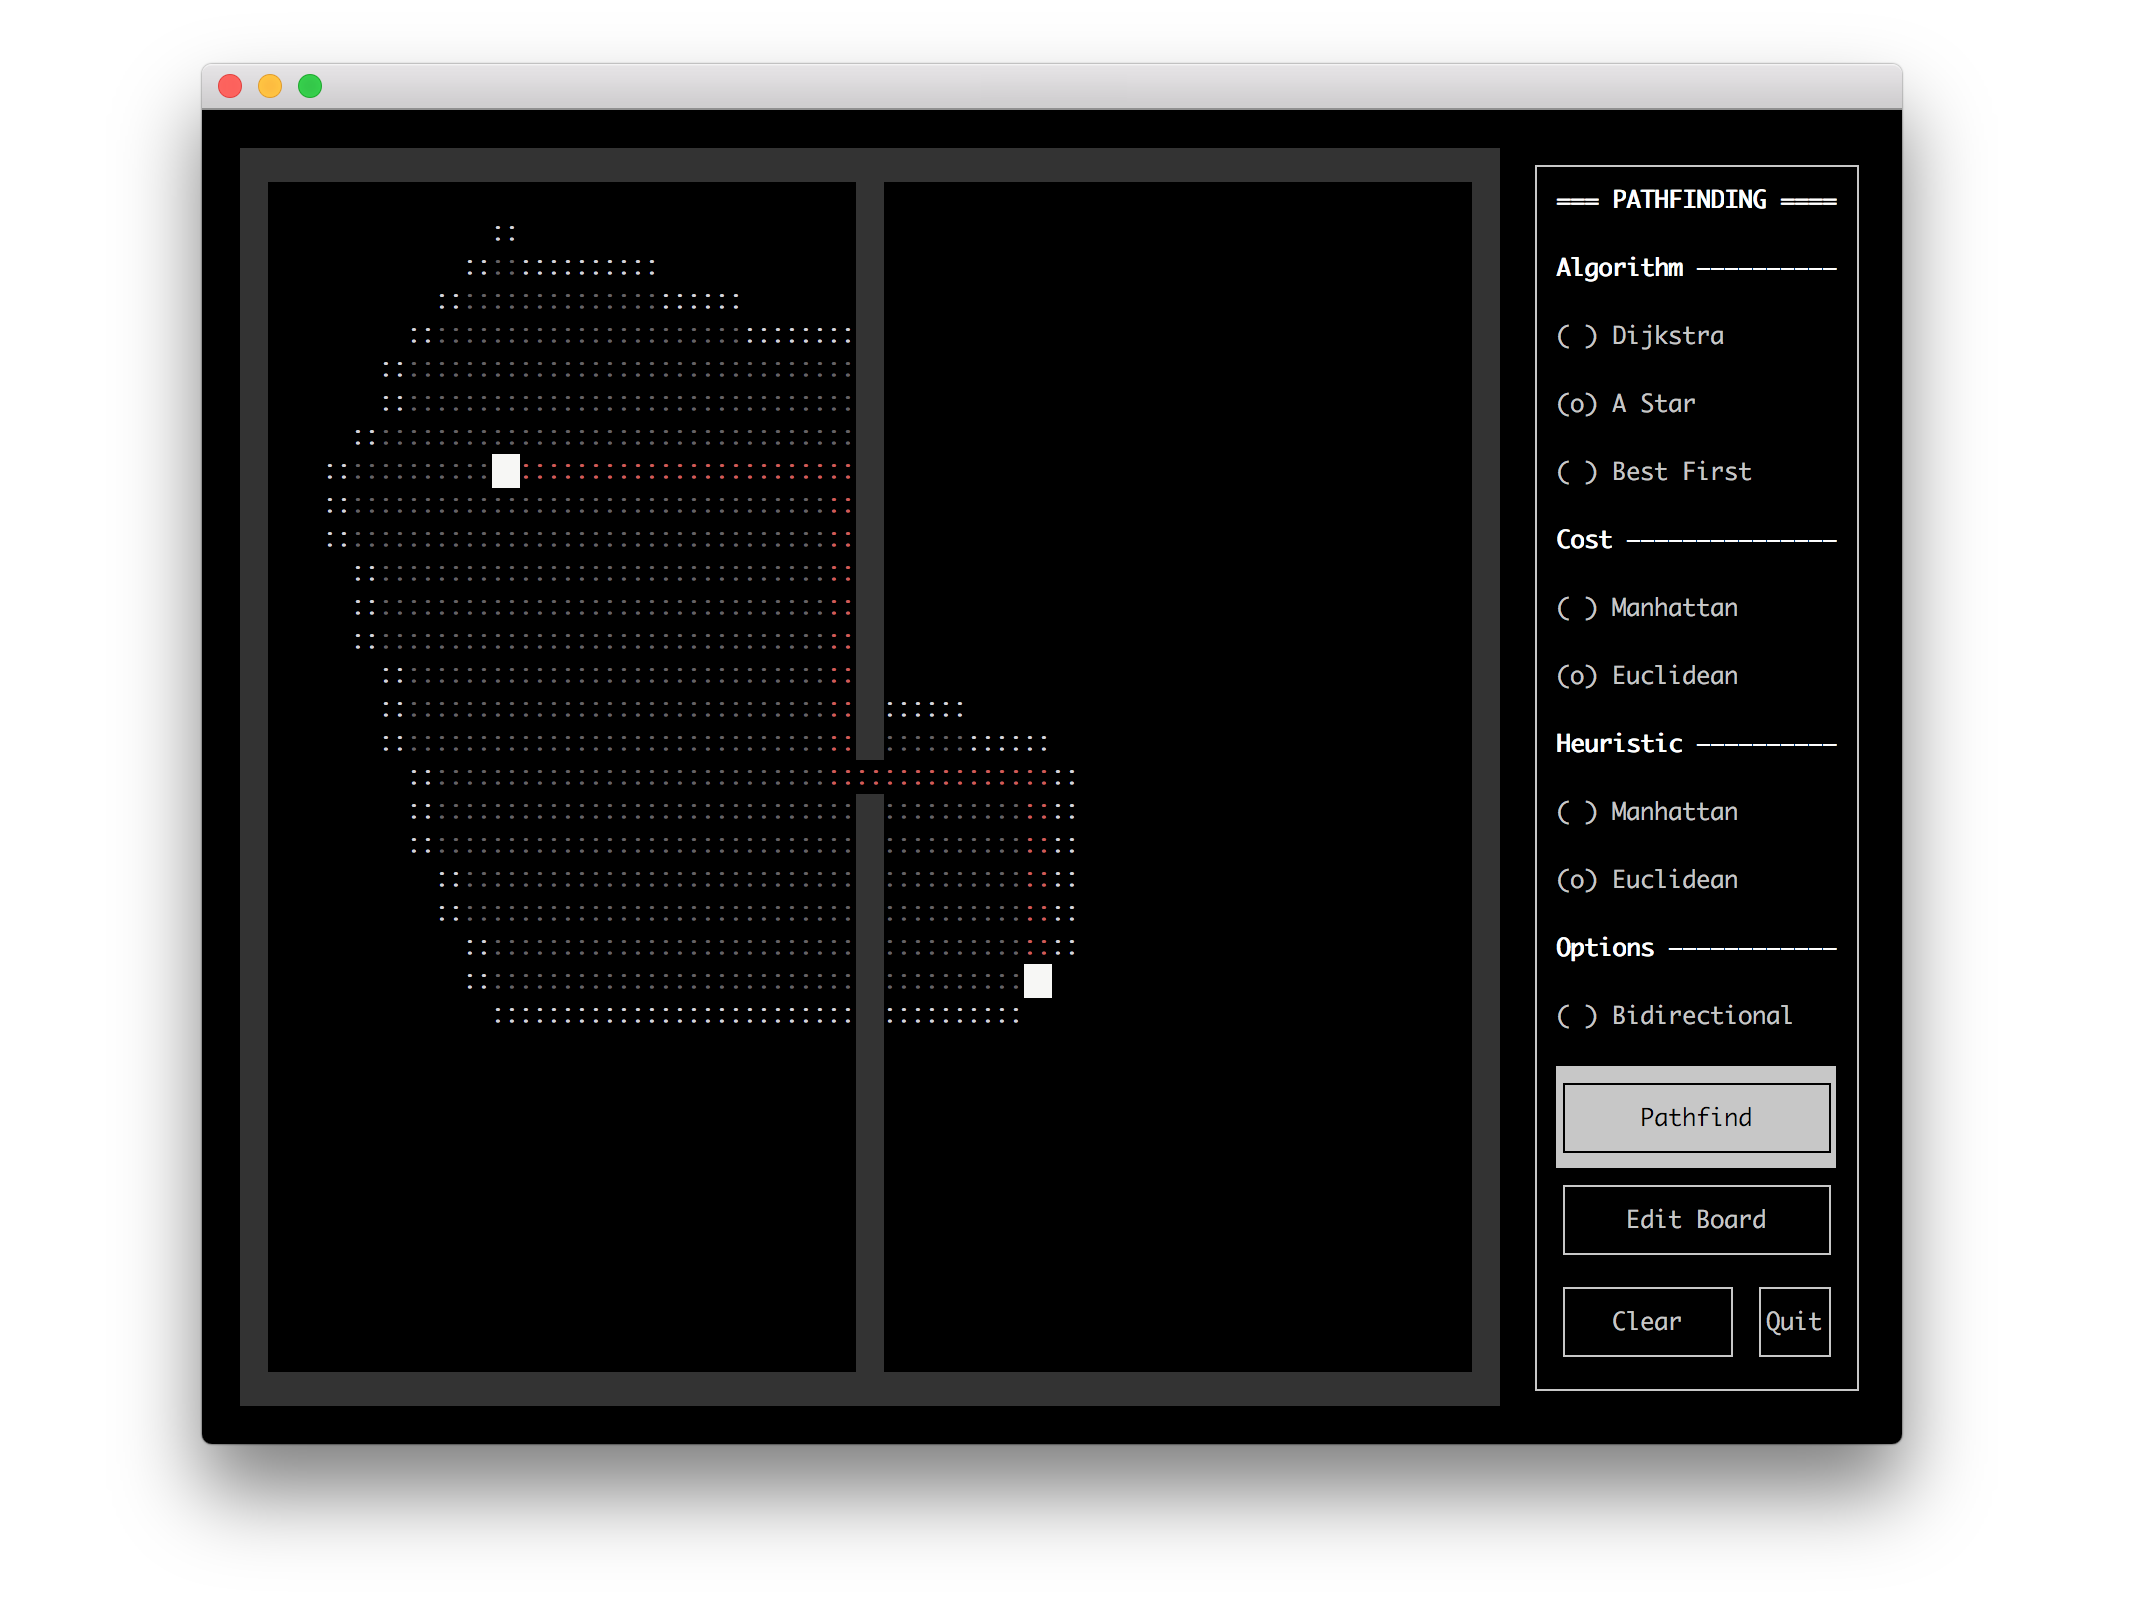 === PATHFINDING ====
Algorithm ----------
( ) Dijkstra
(o) A Star
( ) Best First
Cost ---------------
( ) Manhattan
(o) Euclidean
Heuristic ----------
( ) Manhattan
(o) Euclidean
Options ------------
( ) Bidirectional
Pathfind
Edit Board
Clear Quit